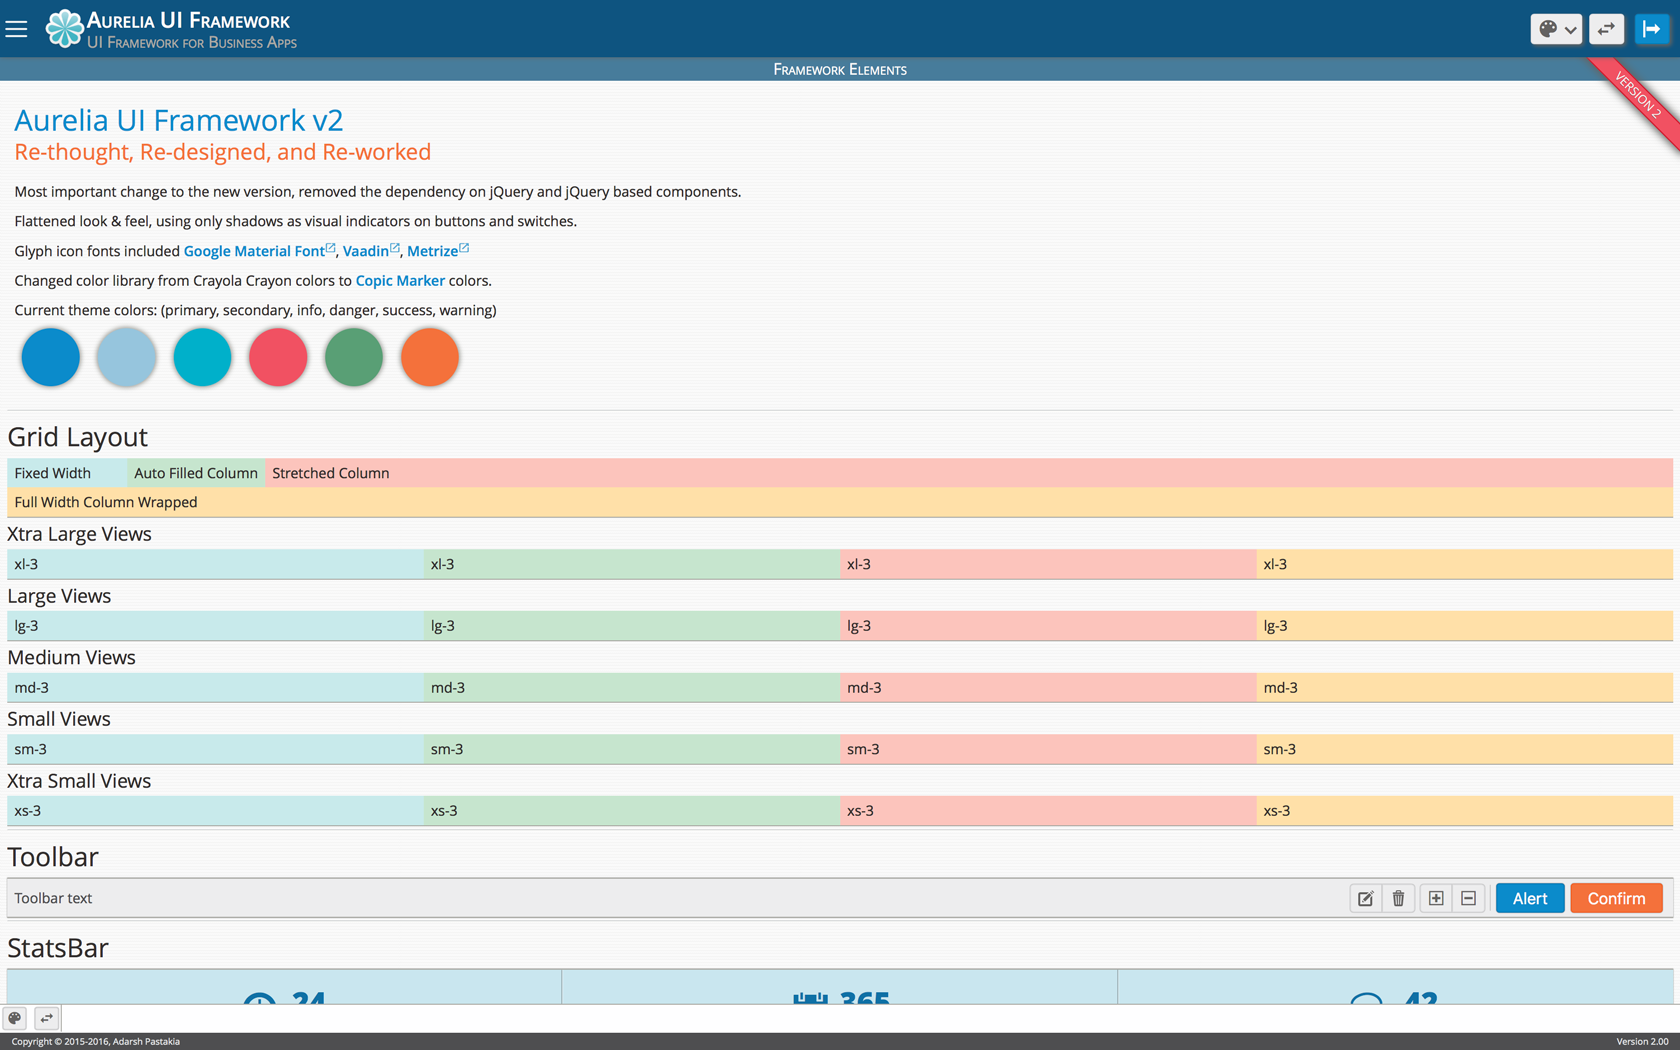 Aurelia UI Framework
UI Framework for Business Apps
Framework Elements
VERSION 2
Aurelia UI Framework v2
Re-thought, Re-designed, and Re-worked
Most important change to the new version, removed the dependency on jQuery and jQuery based components.
Flattened look & feel, using only shadows as visual indicators on buttons and switches.
Glyph icon fonts included Google Material Font, Vaadin, Metrize
Changed color library from Crayola Crayon colors to Copic Marker colors.
Current theme colors: (primary, secondary, info, danger, success, warning)
Grid Layout
Fixed Width Auto Filled Column Stretched Column
Full Width Column Wrapped
Xtra Large Views
xl-3 xl-3 xl-3 xl-3
Large Views
lg-3 lg-3 lg-3 lg-3
Medium Views
md-3 md-3 md-3 md-3
Small Views
sm-3 sm-3 sm-3 sm-3
Xtra Small Views
xs-3 xs-3 xs-3 xs-3
Toolbar
Toolbar text Alert Confirm
StatsBar
24 365 42
Copyright © 2015-2016, Adarsh Pastakia Version 2.00